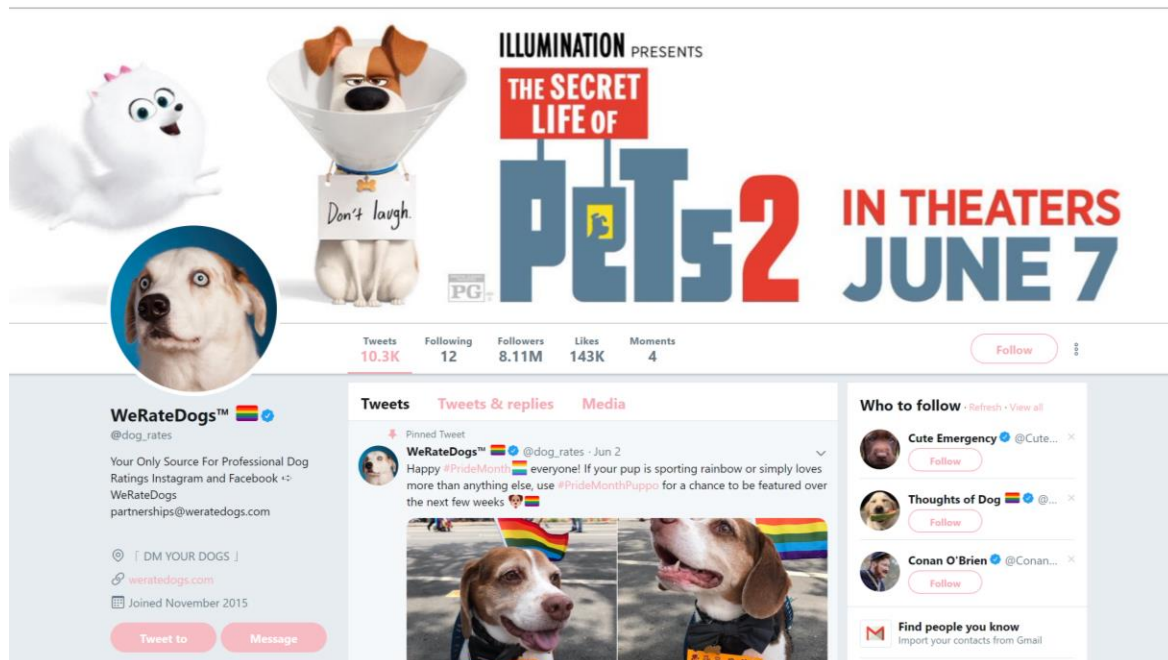 ILLUMINATION PRESENTS
THE SECRET
LIFE OF
PeTs 2
IN THEATERS
JUNE 7
Don't laugh.
PG
Tweets
10.3K
Following
12
Followers
8.11M
Likes
143K
Moments
4
Follow
WeRateDogs™ 🏳️‍🌈
@dog_rates
Your Only Source For Professional Dog
Ratings Instagram and Facebook ➪
WeRateDogs
partnerships@weratedogs.com
「 DM YOUR DOGS 」
weratedogs.com
Joined November 2015
Tweet to
Message
Tweets Tweets & replies Media
Pinned Tweet
WeRateDogs™ 🏳️‍🌈 @dog_rates · Jun 2
Happy #PrideMonth 🏳️‍🌈 everyone! If your pup is sporting rainbow or simply loves
more than anything else, use #PrideMonthPuppo for a chance to be featured over
the next few weeks 🐶🏳️‍🌈
Who to follow · Refresh · View all
Cute Emergency @Cute...
Follow
Thoughts of Dog 🏳️‍🌈 @...
Follow
Conan O'Brien @Conan...
Follow
Find people you know
Import your contacts from Gmail